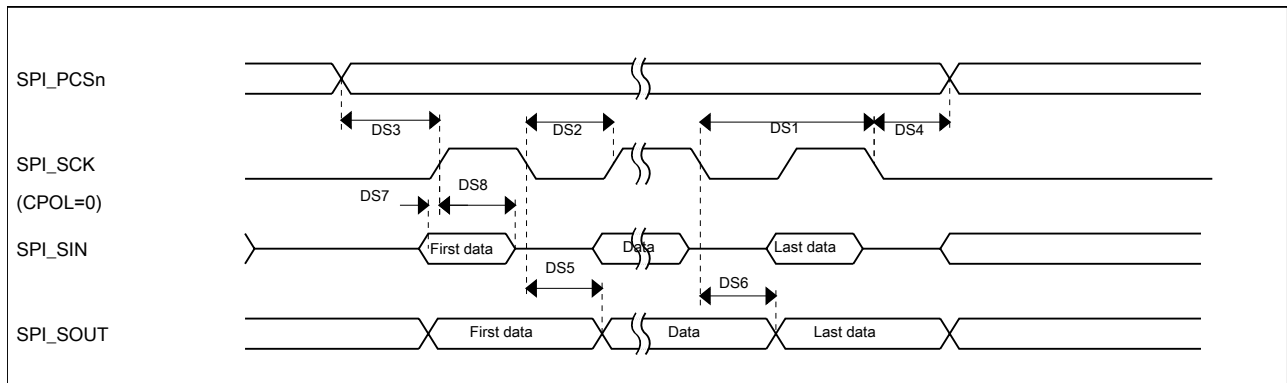 SPI_PCSn
DS3
DS2
DS1
DS4
SPI_SCK
(CPOL=0)
DS7
DS8
SPI_SIN
First data
Data
Last data
DS5
DS6
SPI_SOUT
First data
Data
Last data